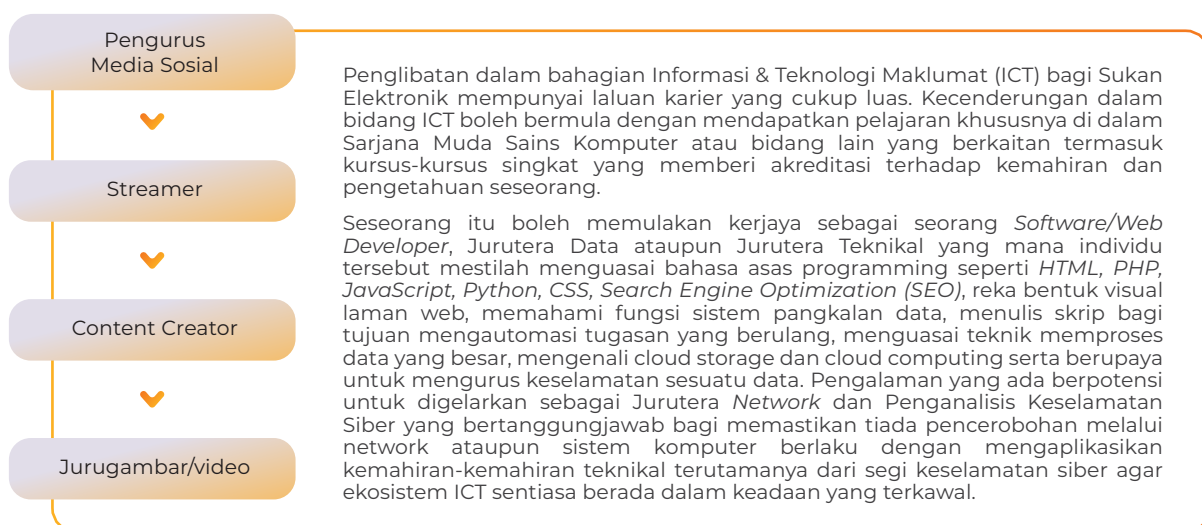 Pengurus
Media Sosial
Streamer
Content Creator
Jurugambar/video
Penglibatan dalam bahagian Informasi & Teknologi Maklumat (ICT) bagi Sukan
Elektronik mempunyai laluan karier yang cukup luas. Kecenderungan dalam
bidang ICT boleh bermula dengan mendapatkan pelajaran khususnya di dalam
Sarjana Muda Sains Komputer atau bidang lain yang berkaitan termasuk
kursus-kursus singkat yang memberi akreditasi terhadap kemahiran dan
pengetahuan seseorang.
Seseorang itu boleh memulakan kerjaya sebagai seorang Software/Web
Developer, Jurutera Data ataupun Jurutera Teknikal yang mana individu
tersebut mestilah menguasai bahasa asas programming seperti HTML, PHP,
JavaScript, Python, CSS, Search Engine Optimization (SEO), reka bentuk visual
laman web, memahami fungsi sistem pangkalan data, menulis skrip bagi
tujuan mengautomasi tugasan yang berulang, menguasai teknik memproses
data yang besar, mengenali cloud storage dan cloud computing serta berupaya
untuk mengurus keselamatan sesuatu data. Pengalaman yang ada berpotensi
untuk digelarkan sebagai Jurutera Network dan Penganalisis Keselamatan
Siber yang bertanggungjawab bagi memastikan tiada pencerobohan melalui
network ataupun sistem komputer berlaku dengan mengaplikasikan
kemahiran-kemahiran teknikal terutamanya dari segi keselamatan siber agar
ekosistem ICT sentiasa berada dalam keadaan yang terkawal.